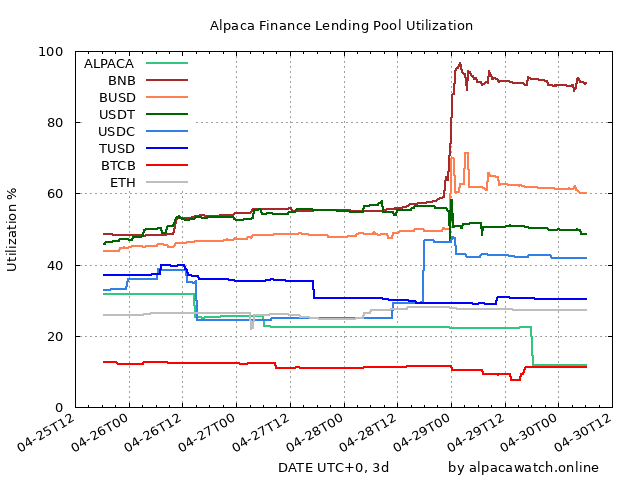 Alpaca Finance Lending Pool Utilization
100
80
60
40
20
0
Utilization %
ALPACA
BNB
BUSD
USDT
USDC
TUSD
BTCB
ETH
04-25T12
04-26T00
04-26T12
04-27T00
04-27T12
04-28T00
04-28T12
04-29T00
04-29T12
04-30T00
04-30T12
DATE UTC+0, 3d
by alpacawatch.online